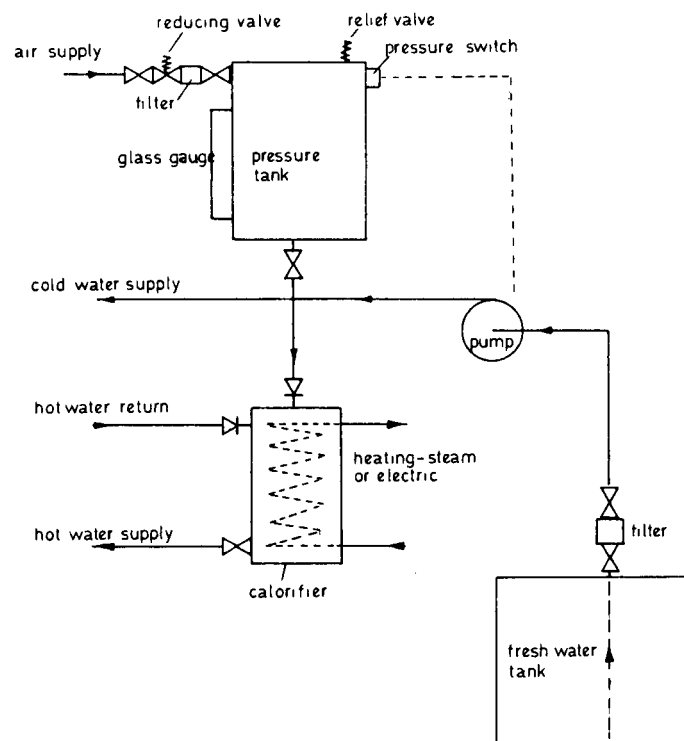 reducing valve
relief valve
pressure switch
air supply
filter
glass gauge
pressure
tank
cold water supply
pump
hot water return
heating-steam
or electric
hot water supply
filter
calorifier
fresh water
tank